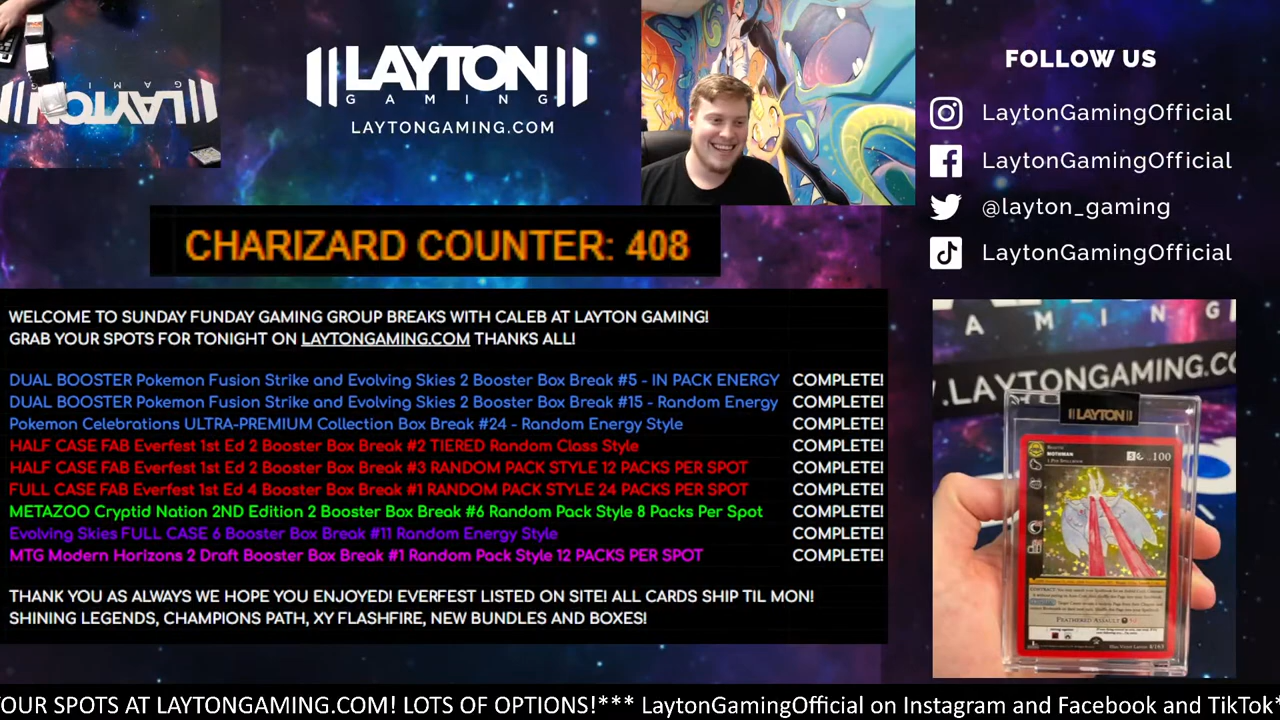 LAYTON
GAMING
LAYTONGAMING.COM
FOLLOW US
LaytonGamingOfficial
LaytonGamingOfficial
@layton_gaming
LaytonGamingOfficial
CHARIZARD COUNTER: 408
WELCOME TO SUNDAY FUNDAY GAMING GROUP BREAKS WITH CALEB AT LAYTON GAMING!
GRAB YOUR SPOTS FOR TONIGHT ON LAYTONGAMING.COM THANKS ALL!
DUAL BOOSTER Pokemon Fusion Strike and Evolving Skies 2 Booster Box Break #5 - IN PACK ENERGY COMPLETE!
DUAL BOOSTER Pokemon Fusion Strike and Evolving Skies 2 Booster Box Break #15 - Random Energy COMPLETE!
Pokemon Celebrations ULTRA-PREMIUM Collection Box Break #24 - Random Energy Style COMPLETE!
HALF CASE FAB Everfest 1st Ed 2 Booster Box Break #2 TIERED Random Class Style COMPLETE!
HALF CASE FAB Everfest 1st Ed 2 Booster Box Break #3 RANDOM PACK STYLE 12 PACKS PER SPOT COMPLETE!
FULL CASE FAB Everfest 1st Ed 4 Booster Box Break #1 RANDOM PACK STYLE 24 PACKS PER SPOT COMPLETE!
METAZOO Cryptid Nation 2ND Edition 2 Booster Box Break #6 Random Pack Style 8 Packs Per Spot COMPLETE!
Evolving Skies FULL CASE 6 Booster Box Break #11 Random Energy Style COMPLETE!
MTG Modern Horizons 2 Draft Booster Box Break #1 Random Pack Style 12 PACKS PER SPOT COMPLETE!
THANK YOU AS ALWAYS WE HOPE YOU ENJOYED! EVERFEST LISTED ON SITE! ALL CARDS SHIP TIL MON!
SHINING LEGENDS, CHAMPIONS PATH, XY FLASHFIRE, NEW BUNDLES AND BOXES!
A M I N G
.LAYTONGAMING.CO
LAYTON
MOTHMAN
100
FEATHERED ASSAULT
YOUR SPOTS AT LAYTONGAMING.COM! LOTS OF OPTIONS!*** LaytonGamingOfficial on Instagram and Facebook and TikTok*